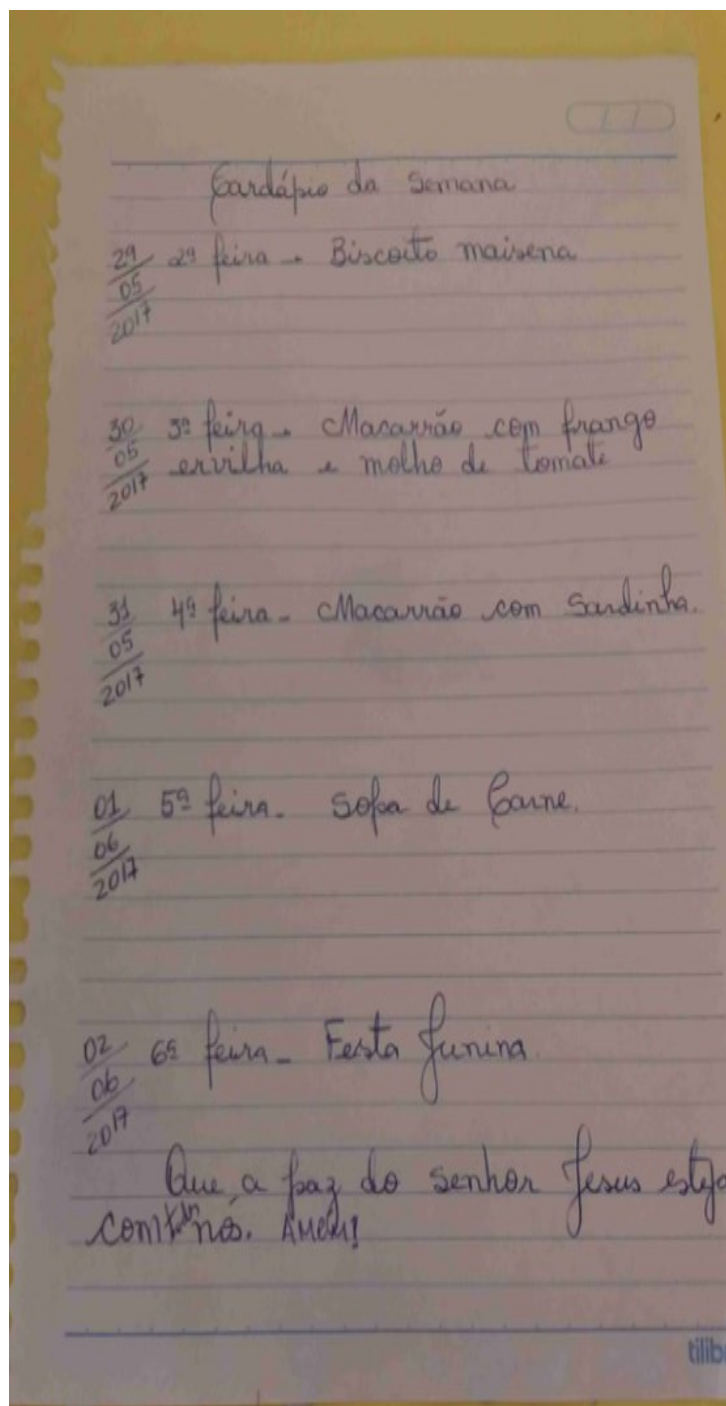 Cardápio da Semana
29/05/2017 2ª feira - Biscoito maisena
30/05/2017 3ª feira - Macarrão com frango
ervilha e molho de tomate
31/05/2017 4ª feira - Macarrão com Sardinha.
01/06/2017 5ª feira - Sopa de Carne.
02/06/2017 6ª feira - Festa Junina
Que a paz do senhor Jesus esteja
nós. AMÉM!
tilib